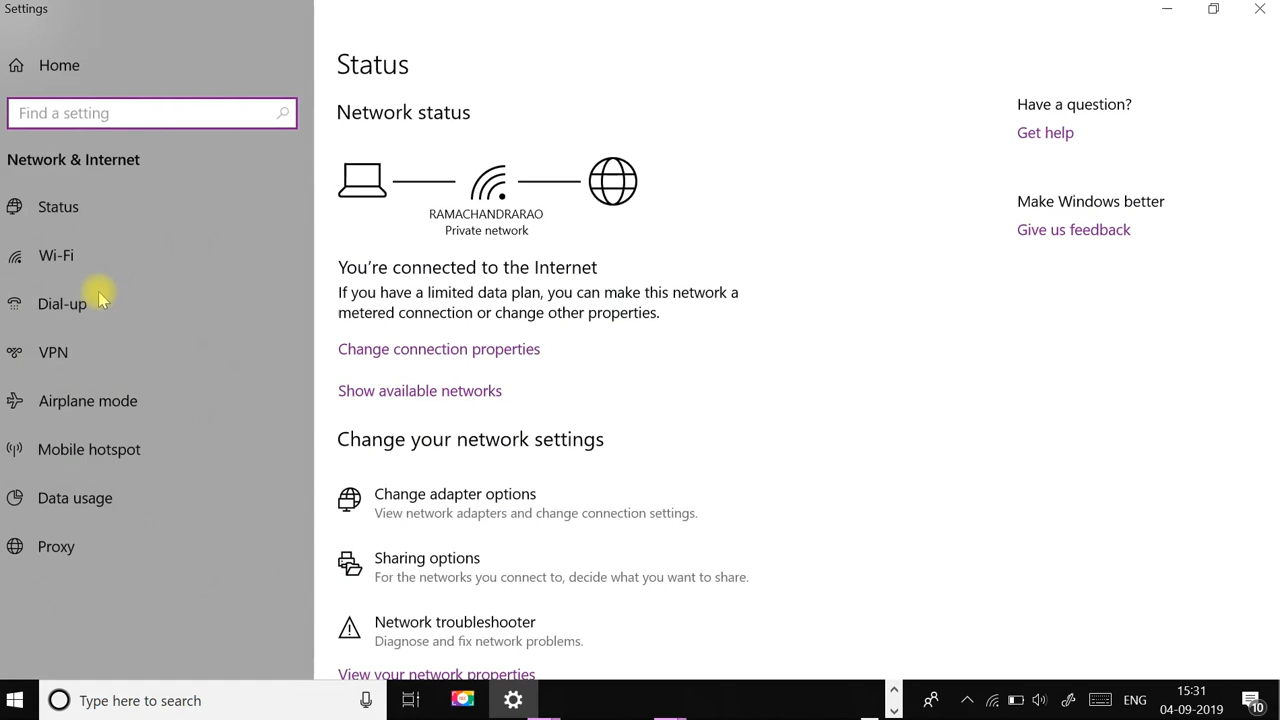 Settings
Home
Find a setting
Network & Internet
Status
Wi-Fi
Dial-up
VPN
Airplane mode
Mobile hotspot
Data usage
Proxy
Status
Network status
RAMACHANDRARAO
Private network
You're connected to the Internet
If you have a limited data plan, you can make this network a
metered connection or change other properties.
Change connection properties
Show available networks
Change your network settings
Change adapter options
View network adapters and change connection settings.
Sharing options
For the networks you connect to, decide what you want to share.
Network troubleshooter
Diagnose and fix network problems.
View your network properties
Have a question?
Get help
Make Windows better
Give us feedback
Type here to search
ENG
15:31
04-09-2019
10